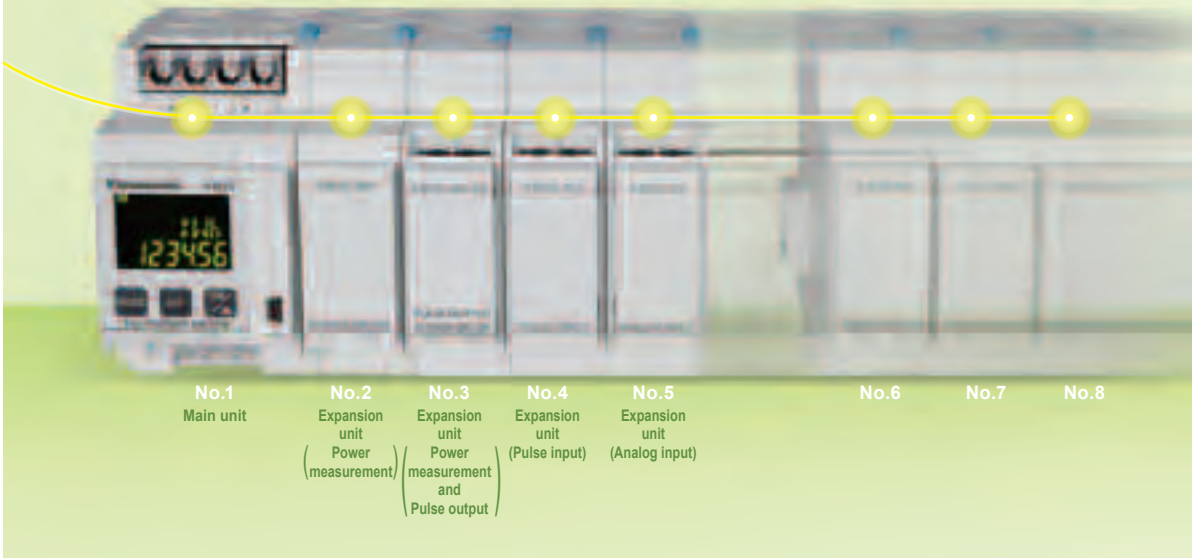 kWh
123456
No.1
Main unit
No.2
Expansion
unit
(Power
measurement)
No.3
Expansion
unit
(Power
measurement
and
Pulse output)
No.4
Expansion
unit
(Pulse input)
No.5
Expansion
unit
(Analog input)
No.6
No.7
No.8